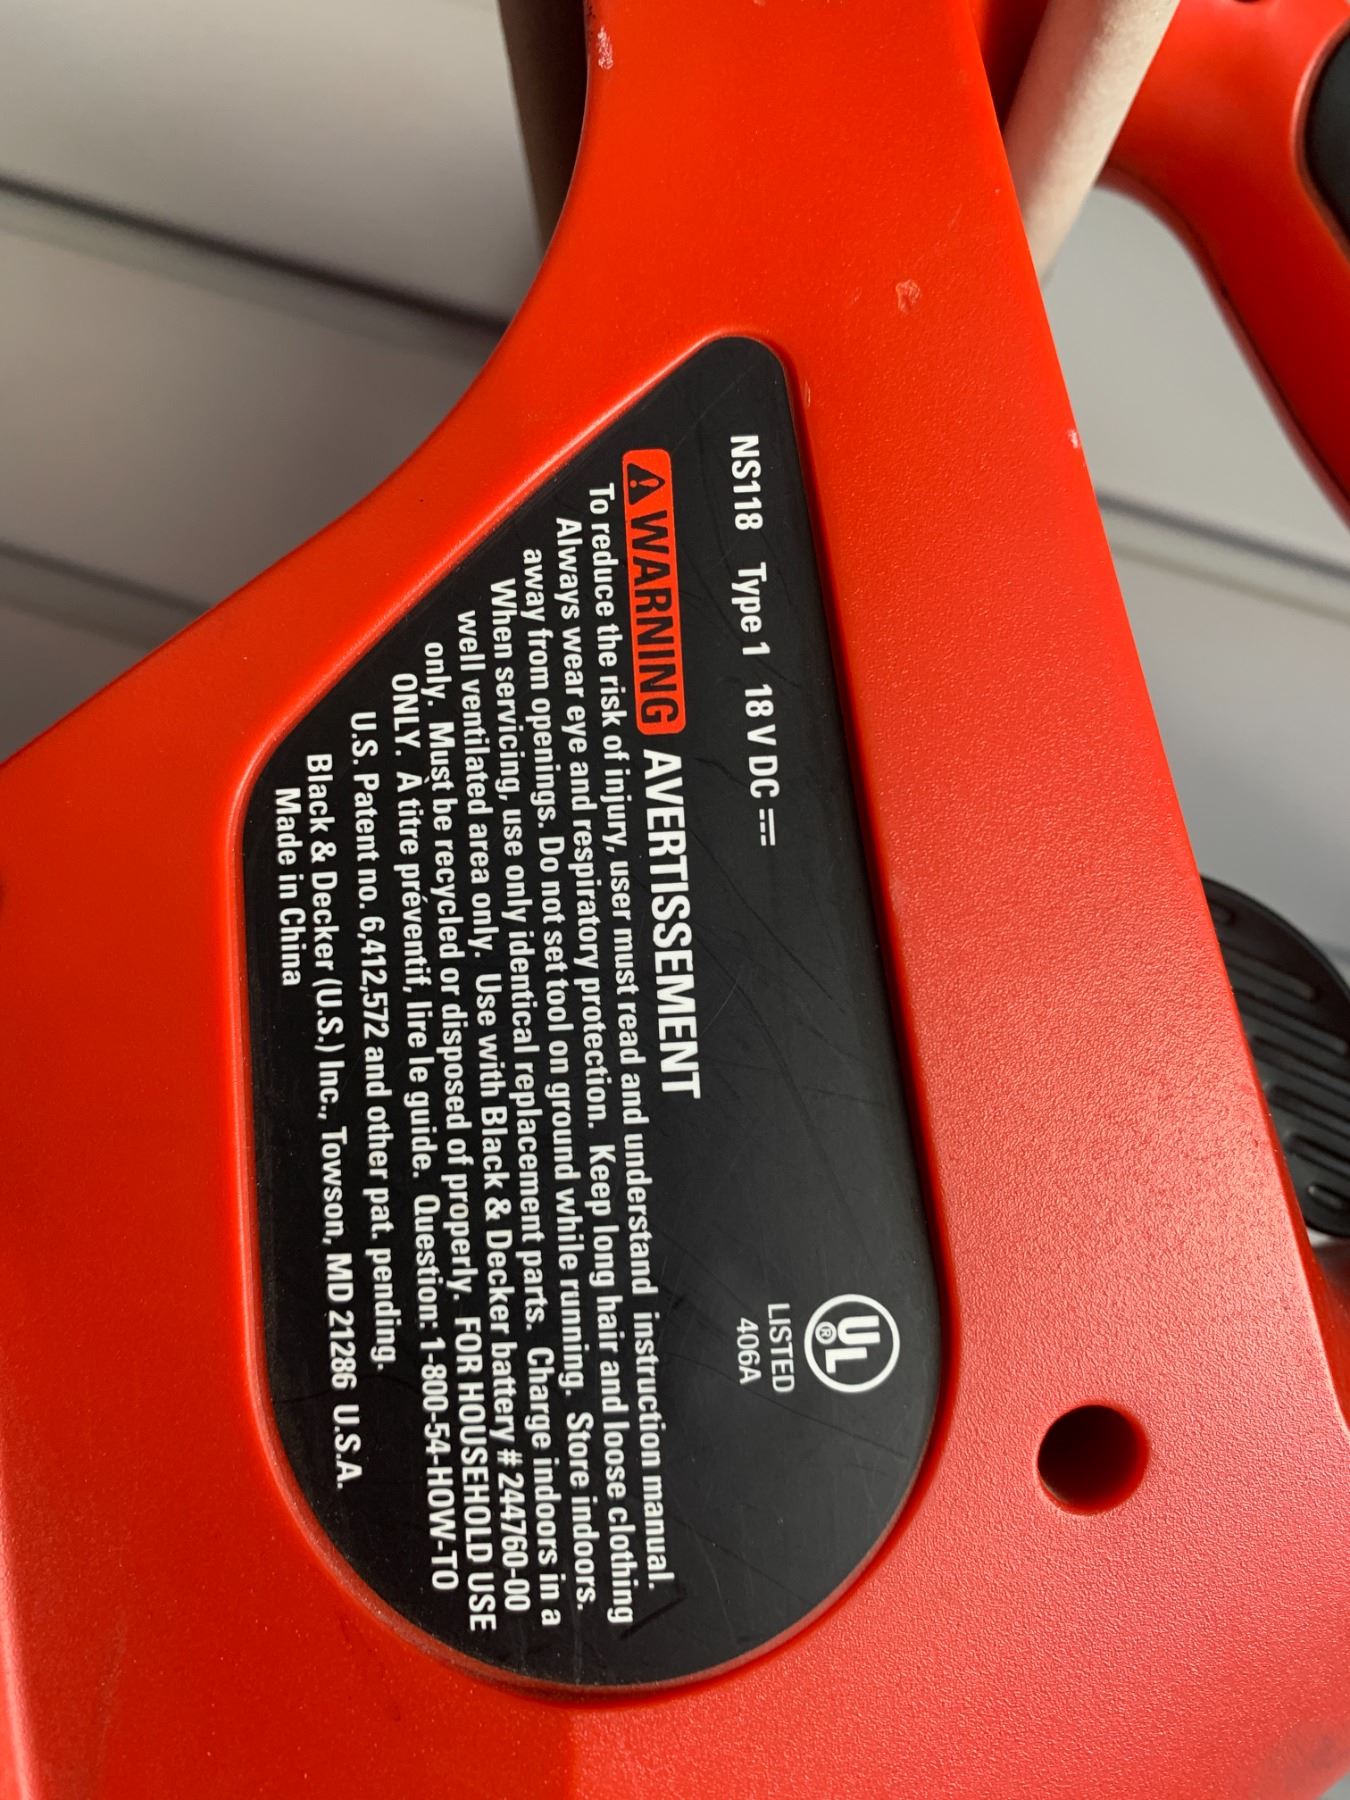 NS118 Type 1 18 V DC ⎓
UL
®
LISTED
406A
⚠ WARNING AVERTISSEMENT
To reduce the risk of injury, user must read and understand instruction manual.
Always wear eye and respiratory protection. Keep long hair and loose clothing
away from openings. Do not set tool on ground while running. Store indoors.
When servicing, use only identical replacement parts. Charge indoors in a
well ventilated area only. Use with Black & Decker battery # 244760-00
only. Must be recycled or disposed of properly. FOR HOUSEHOLD USE
ONLY. À titre préventif, lire le guide. Question: 1-800-54-HOW-TO
U.S. Patent no. 6,412,572 and other pat. pending.
Black & Decker (U.S.) Inc., Towson, MD 21286 U.S.A.
Made in China